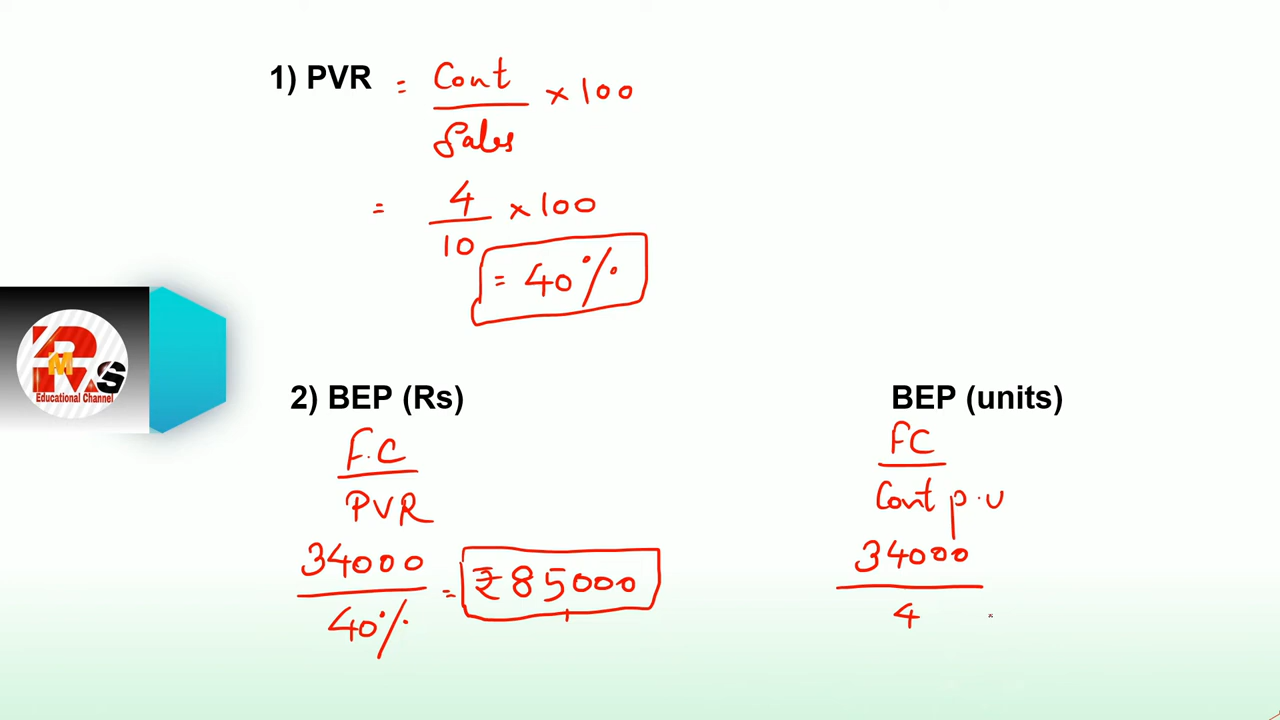 1) PVR = Cont / Sales × 100
= 4 / 10 × 100
= 40%
PMS
Educational Channel
2) BEP (Rs)
F.C / PVR
34000 / 40% = ₹85000
BEP (units)
FC / Cont p.u
34000 / 4